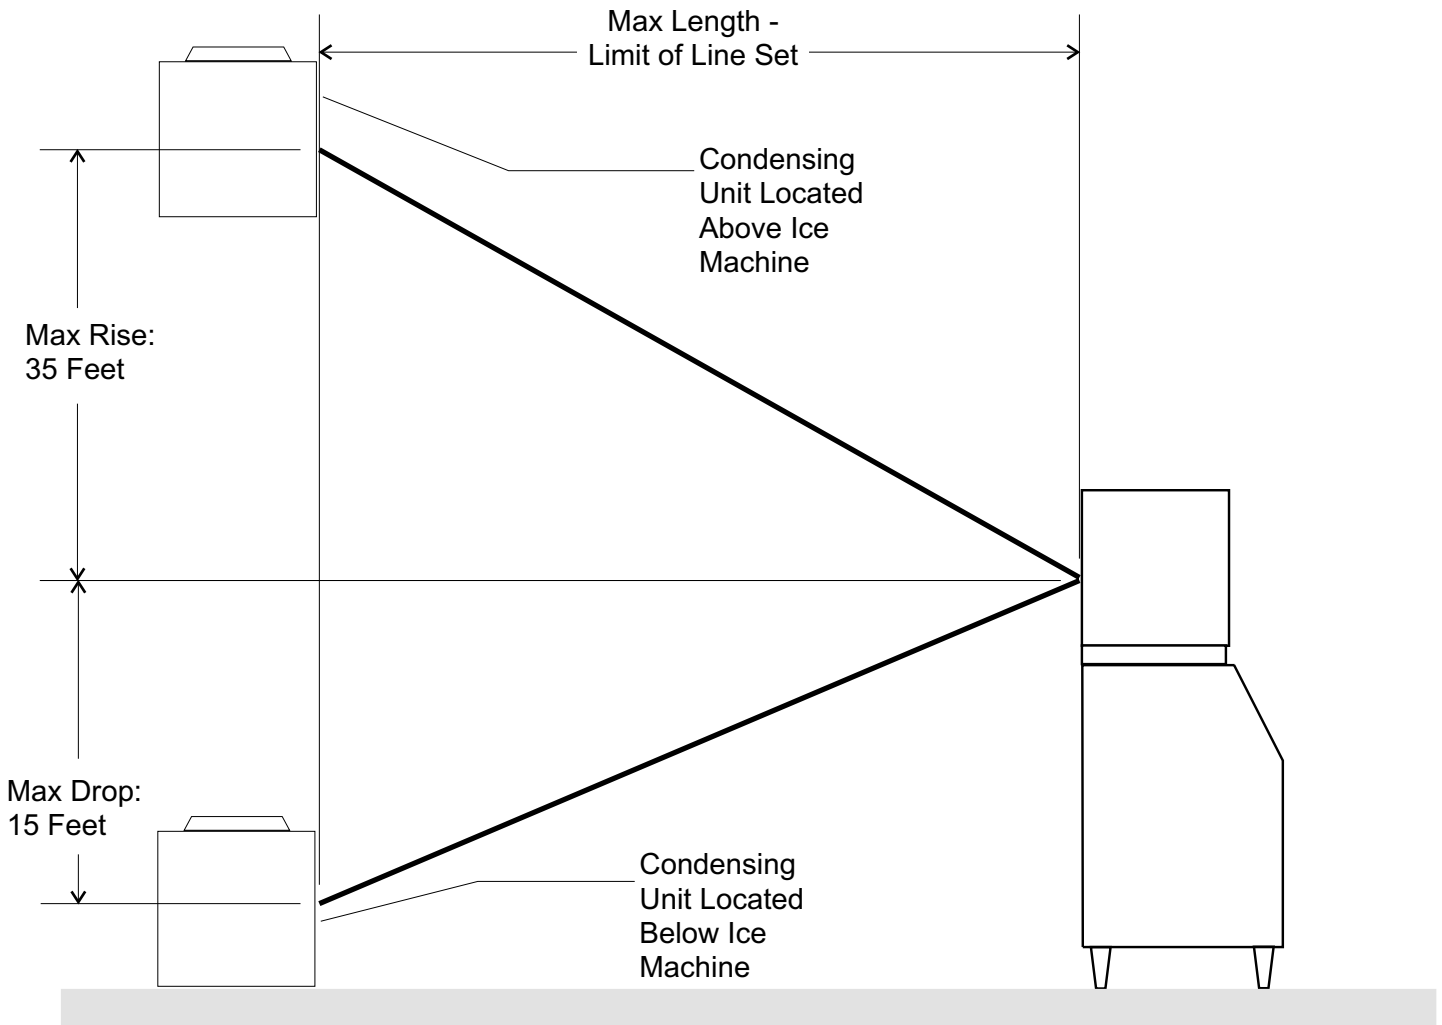 Max Length -
Limit of Line Set
Condensing
Unit Located
Above Ice
Machine
Max Rise:
35 Feet
Max Drop:
15 Feet
Condensing
Unit Located
Below Ice
Machine